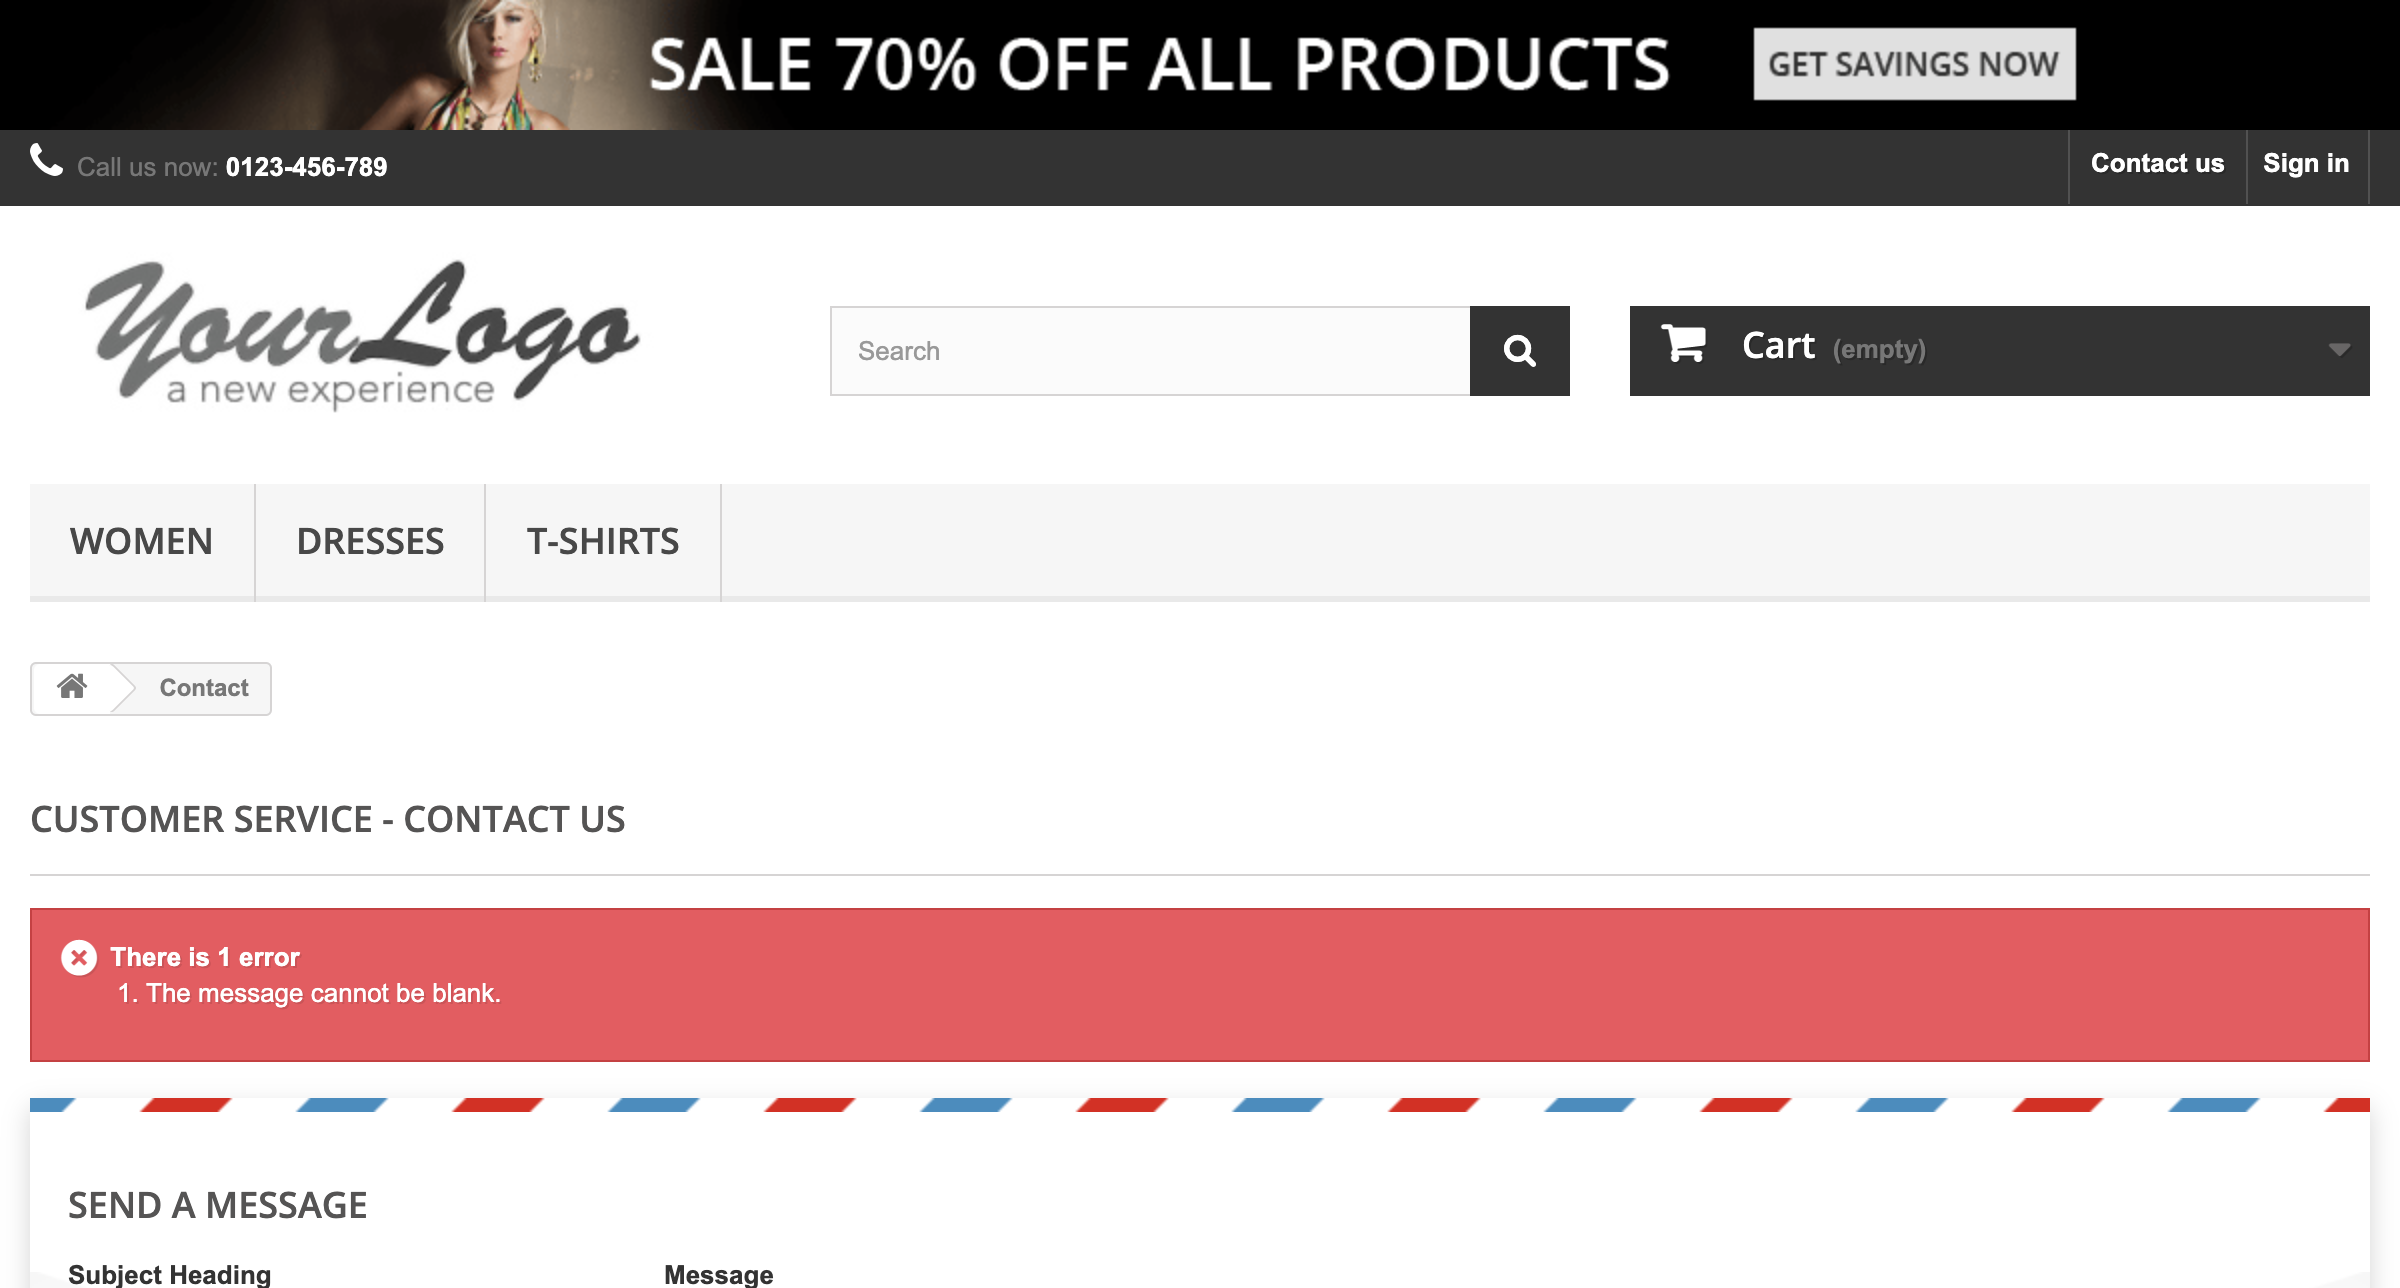 SALE 70% OFF ALL PRODUCTS GET SAVINGS NOW
Call us now: 0123-456-789 Contact us Sign in
YourLogo
a new experience
Search Cart (empty)
WOMEN DRESSES T-SHIRTS
Contact
CUSTOMER SERVICE - CONTACT US
There is 1 error
1. The message cannot be blank.
SEND A MESSAGE
Subject Heading Message